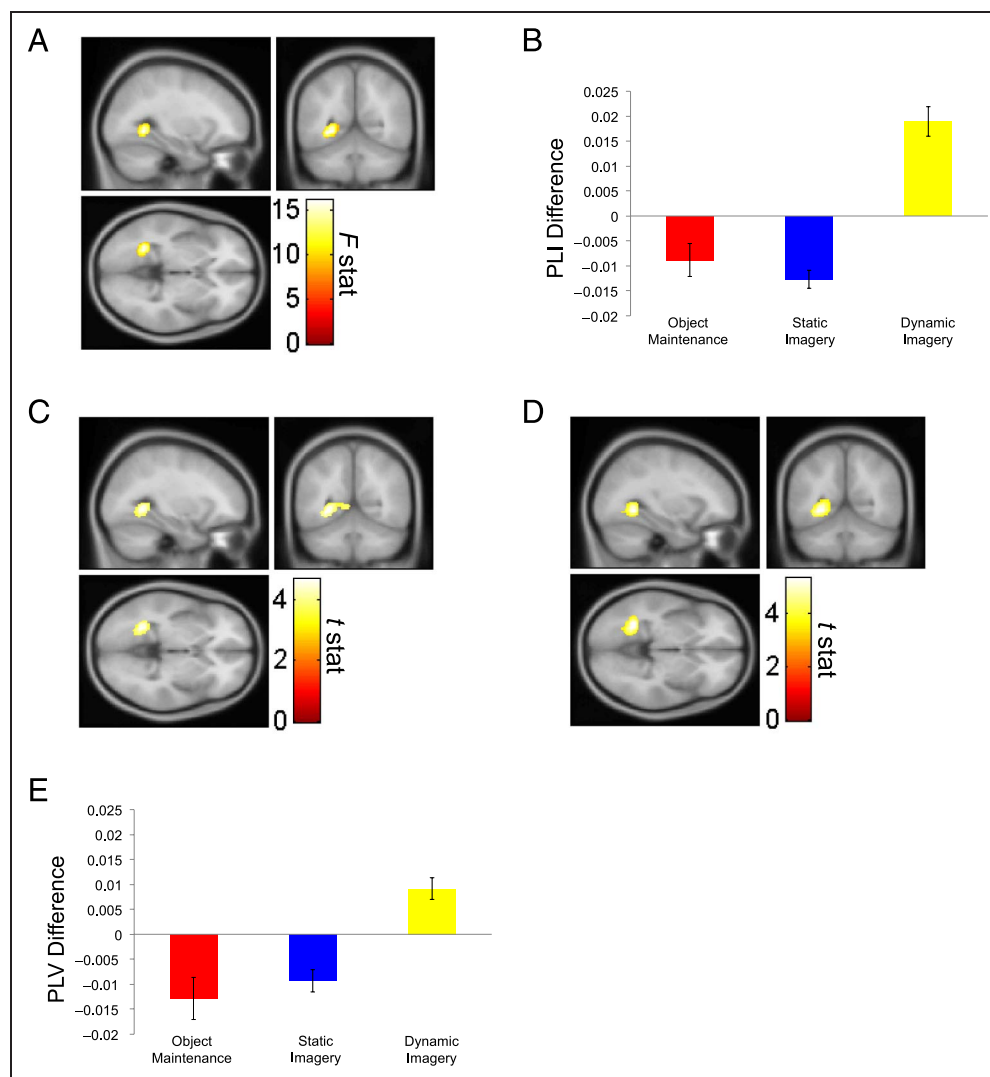 A
15
10
5
0
F stat
B
PLI Difference
0.025
0.02
0.015
0.01
0.005
0
−0.005
−0.01
−0.015
−0.02
Object
Maintenance
Static
Imagery
Dynamic
Imagery
C
4
2
0
t stat
D
4
2
0
t stat
E
PLV Difference
0.025
0.02
0.015
0.01
0.005
0
−0.005
−0.01
−0.015
−0.02
Object
Maintenance
Static
Imagery
Dynamic
Imagery